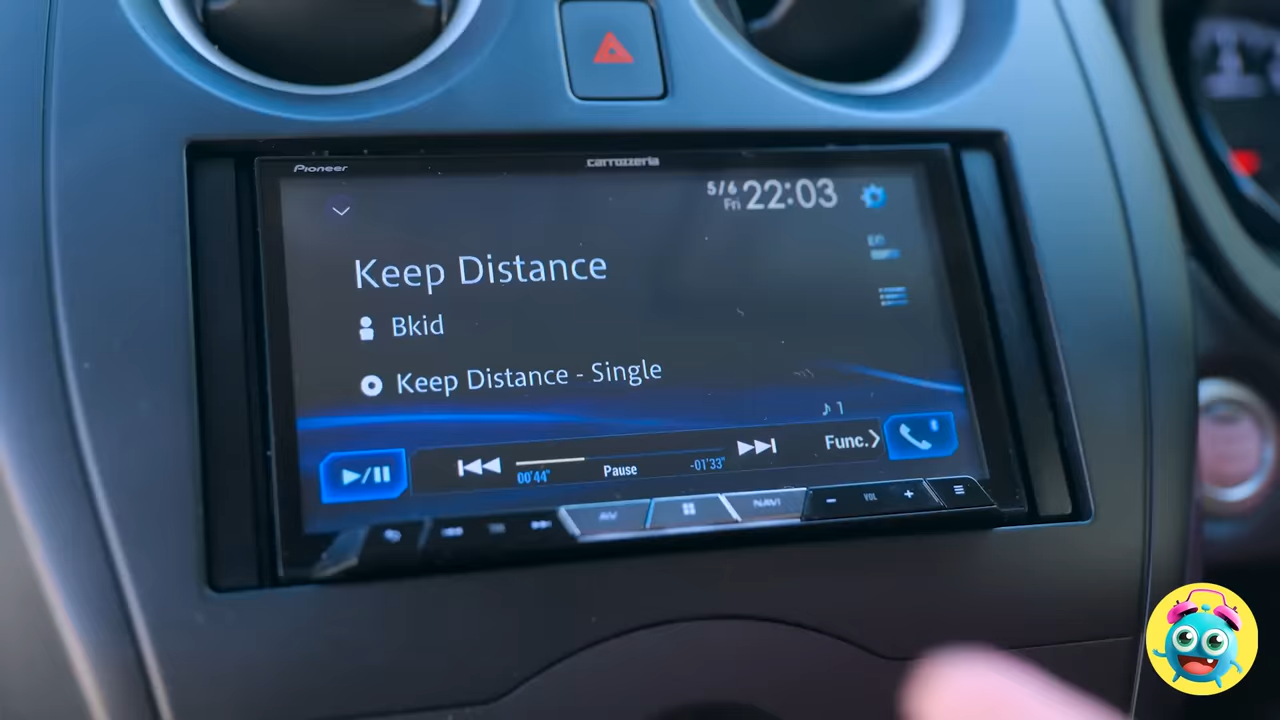 Pioneer
carrozzeria
5/6
Fri
22:03
Keep Distance
Bkid
Keep Distance - Single
1
Func.
00'44"
Pause
-01'33"
AV
NAVI
- VOL +